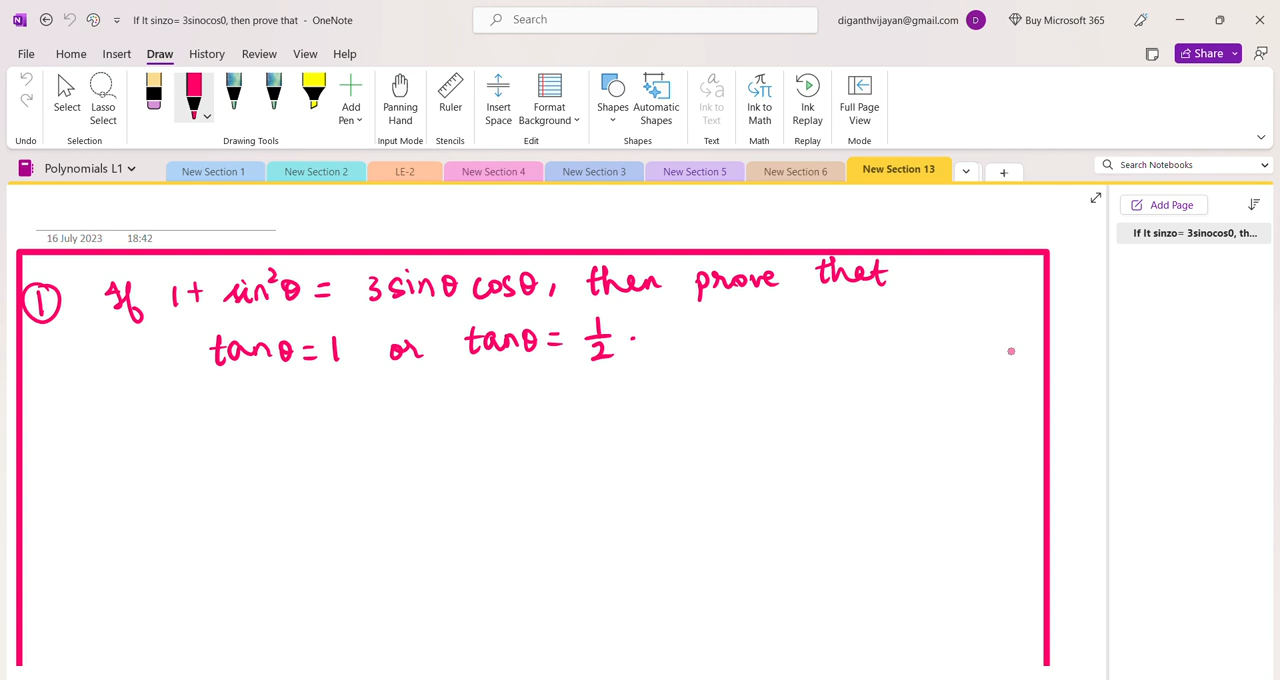 If It sinzo= 3sinocos0, then prove that - OneNote
Search
diganthvijayan@gmail.com D
Buy Microsoft 365
File Home Insert Draw History Review View Help
Share
Select
Lasso Select
Add Pen
Panning Hand
Ruler
Insert Space
Format Background
Shapes
Automatic Shapes
Ink to Text
Ink to Math
Ink Replay
Full Page View
Undo Selection Drawing Tools Input Mode Stencils Edit Shapes Text Math Replay Mode
Polynomials L1
New Section 1 New Section 2 LE-2 New Section 4 New Section 3 New Section 5 New Section 6 New Section 13
Search Notebooks
Add Page
If It sinzo= 3sinocos0, th...
16 July 2023 18:42
① If 1 + sin²θ = 3 sinθ cosθ, then prove that
tanθ = 1 or tanθ = 1/2.